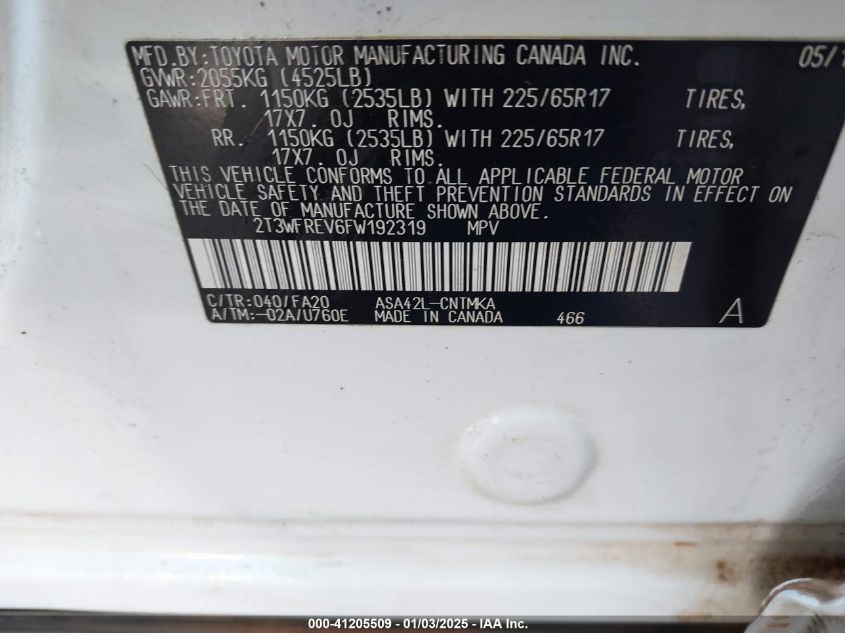 MFD.BY:TOYOTA MOTOR MANUFACTURING CANADA INC. 05/1
GVWR:2055KG (4525LB)
GAWR:FRT. 1150KG (2535LB) WITH 225/65R17 TIRES,
17X7.0J RIMS.
RR. 1150KG (2535LB) WITH 225/65R17 TIRES,
17X7.0J RIMS.
THIS VEHICLE CONFORMS TO ALL APPLICABLE FEDERAL MOTOR
VEHICLE SAFETY AND THEFT PREVENTION STANDARDS IN EFFECT ON
THE DATE OF MANUFACTURE SHOWN ABOVE.
2T3WFREV6FW192319 MPV
C/TR:040/FA20 ASA42L-CNTMKA
A/TM:-02A/U760E MADE IN CANADA 466 A
000-41205509 - 01/03/2025 - IAA Inc.